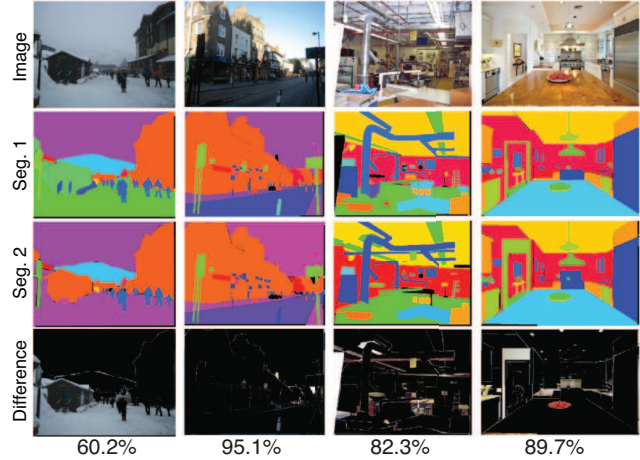 Image
Seg. 1
Seg. 2
Difference
60.2% 95.1% 82.3% 89.7%